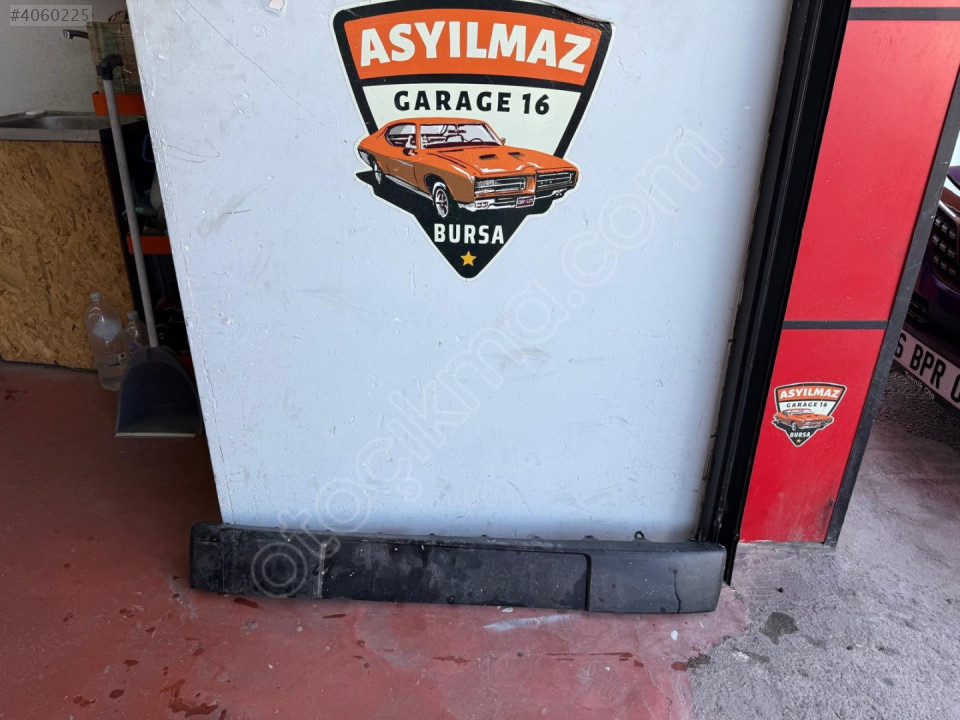 #4060225
ASYILMAZ
GARAGE 16
BURSA
otoçıkma.com
ASYILMAZ
GARAGE 16
BURSA
BPR